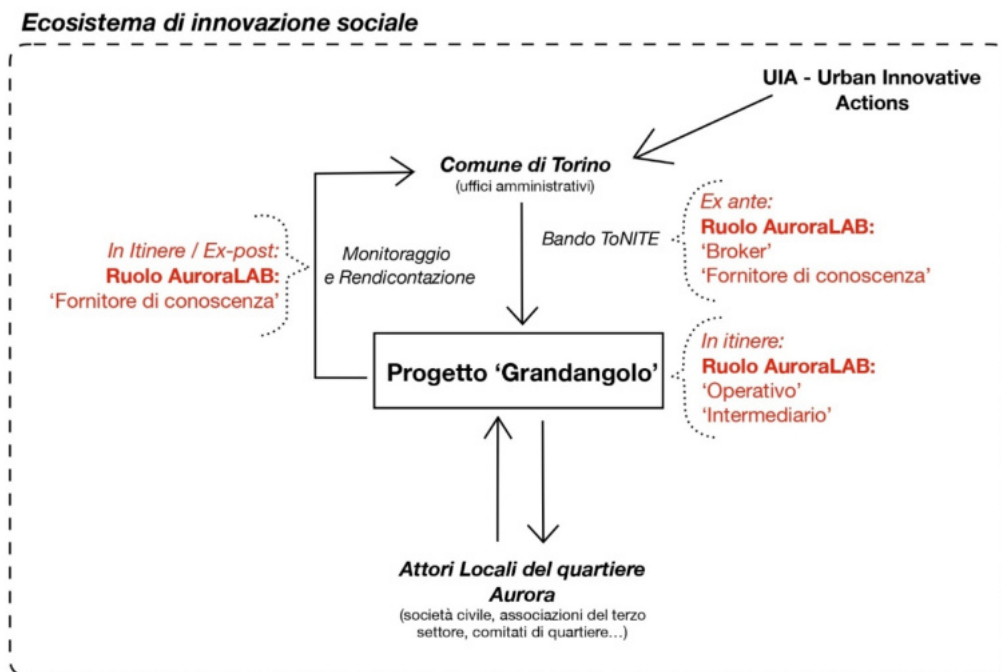 Ecosistema di innovazione sociale
UIA - Urban Innovative
Actions
Comune di Torino
(uffici amministrativi)
In Itinere / Ex-post:
Ruolo AuroraLAB:
‘Fornitore di conoscenza’
Monitoraggio
e Rendicontazione
Bando ToNITE
Ex ante:
Ruolo AuroraLAB:
‘Broker’
‘Fornitore di conoscenza’
Progetto ‘Grandangolo’
In itinere:
Ruolo AuroraLAB:
‘Operativo’
‘Intermediario’
Attori Locali del quartiere
Aurora
(società civile, associazioni del terzo
settore, comitati di quartiere...)